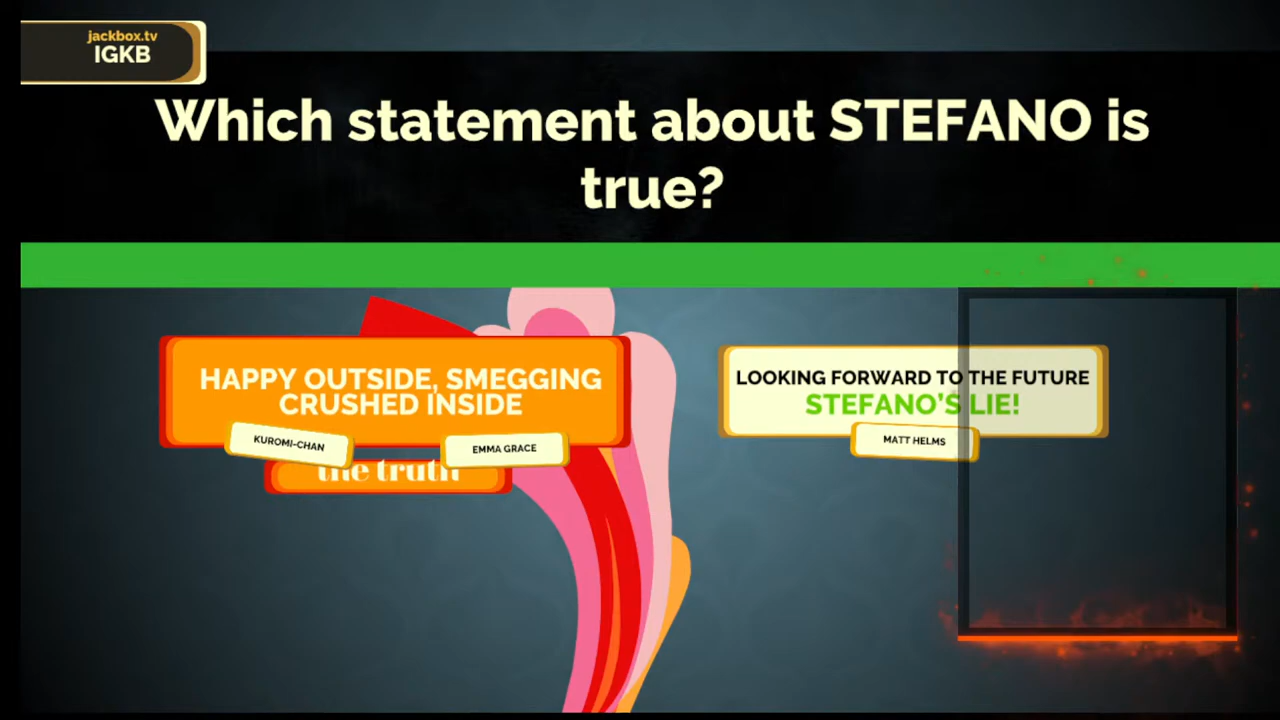 jackbox.tv
IGKB
Which statement about STEFANO is
true?
HAPPY OUTSIDE, SMEGGING
CRUSHED INSIDE
KUROMI-CHAN
EMMA GRACE
the truth
LOOKING FORWARD TO THE FUTURE
STEFANO'S LIE!
MATT HELMS